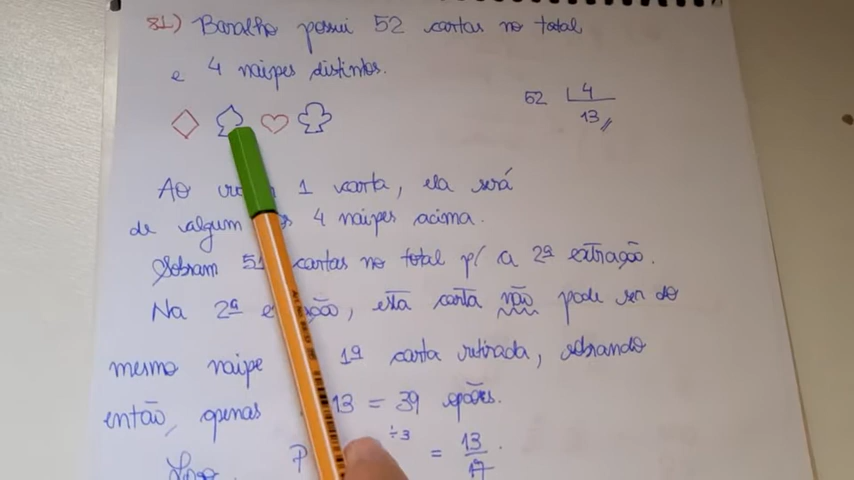 81) Baralho possui 52 cartas no total
e 4 naipes distintos.
52 4
13
Ao 1 carta, ela será
de algum 4 naipes acima.
Sobram 51 cartas no total p/ a 2ª extração.
Na 2ª esta carta não pode ser do
mesmo naipe 1ª carta retirada, sobrando
então, apenas 13 = 39 opções.
÷3
P = 13
17
Logo,